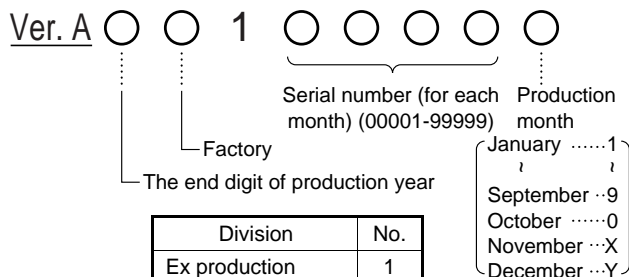 Ver. A ○ ○ 1 ○ ○ ○ ○ ○
Serial number (for each month) (00001-99999)
Production month
January ······1
≀ ≀
September ··9
October ······0
November ···X
December ···Y
Factory
The end digit of production year
Division No.
Ex production 1